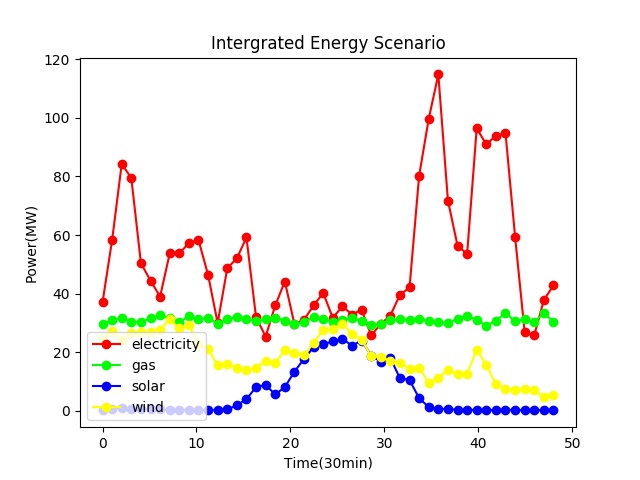 Intergrated Energy Scenario
Power(MW)
120
100
80
60
40
20
0
electricity
gas
solar
wind
0 10 20 30 40 50
Time(30min)